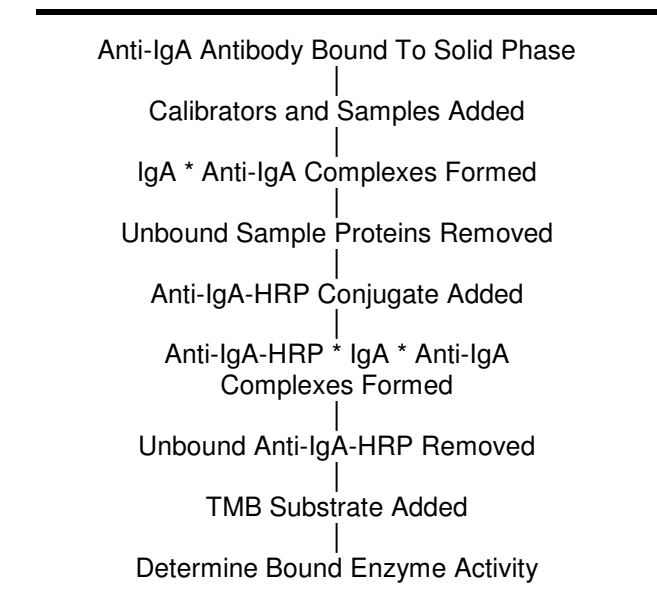 Anti-IgA Antibody Bound To Solid Phase
Calibrators and Samples Added
IgA * Anti-IgA Complexes Formed
Unbound Sample Proteins Removed
Anti-IgA-HRP Conjugate Added
Anti-IgA-HRP * IgA * Anti-IgA
Complexes Formed
Unbound Anti-IgA-HRP Removed
TMB Substrate Added
Determine Bound Enzyme Activity